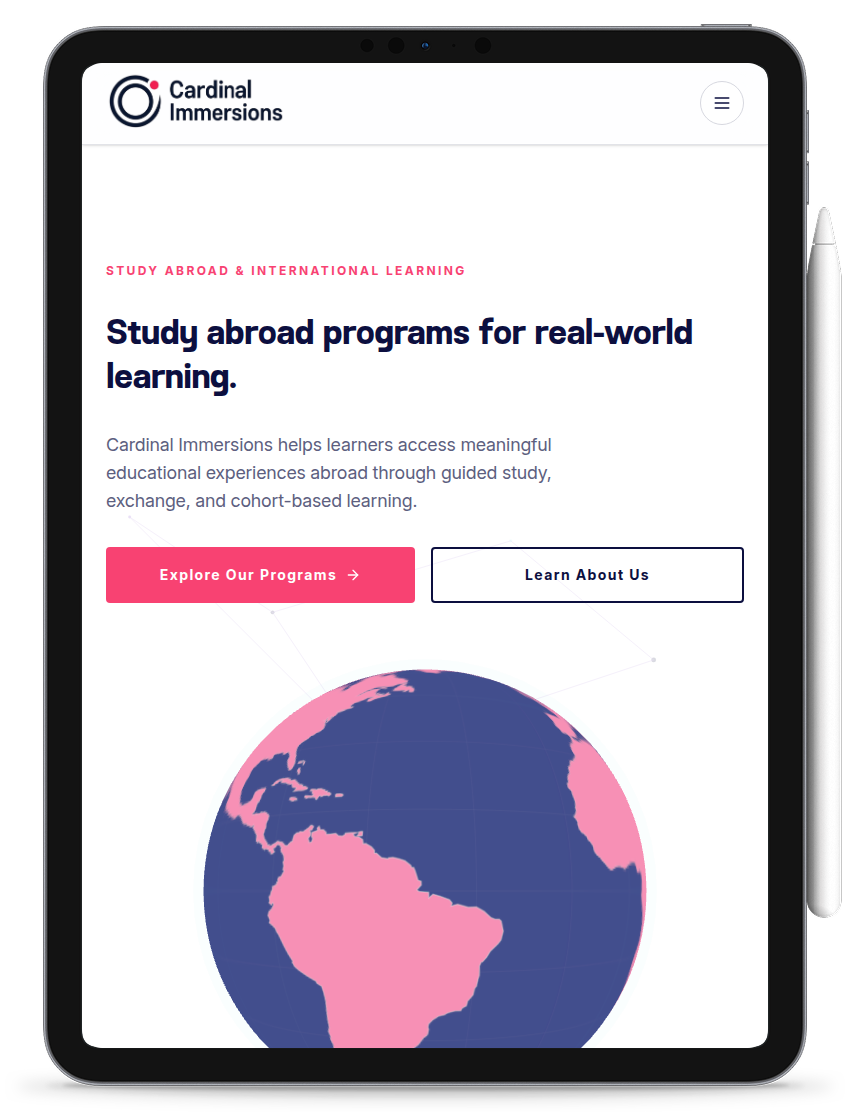 Cardinal
Immersions
STUDY ABROAD & INTERNATIONAL LEARNING
Study abroad programs for real-world
learning.
Cardinal Immersions helps learners access meaningful
educational experiences abroad through guided study,
exchange, and cohort-based learning.
Explore Our Programs →
Learn About Us